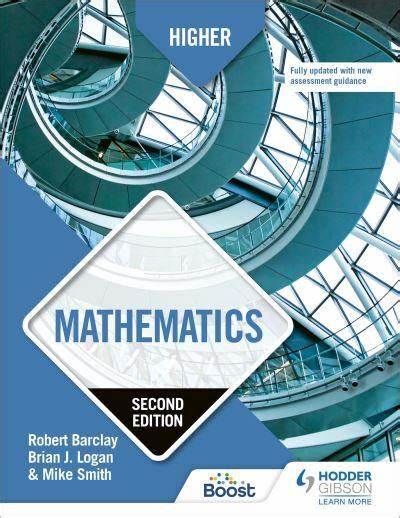 HIGHER
Fully updated with new
assessment guidance
MATHEMATICS
SECOND
EDITION
Robert Barclay
Brian J. Logan
& Mike Smith
Boost
HODDER
GIBSON
LEARN MORE